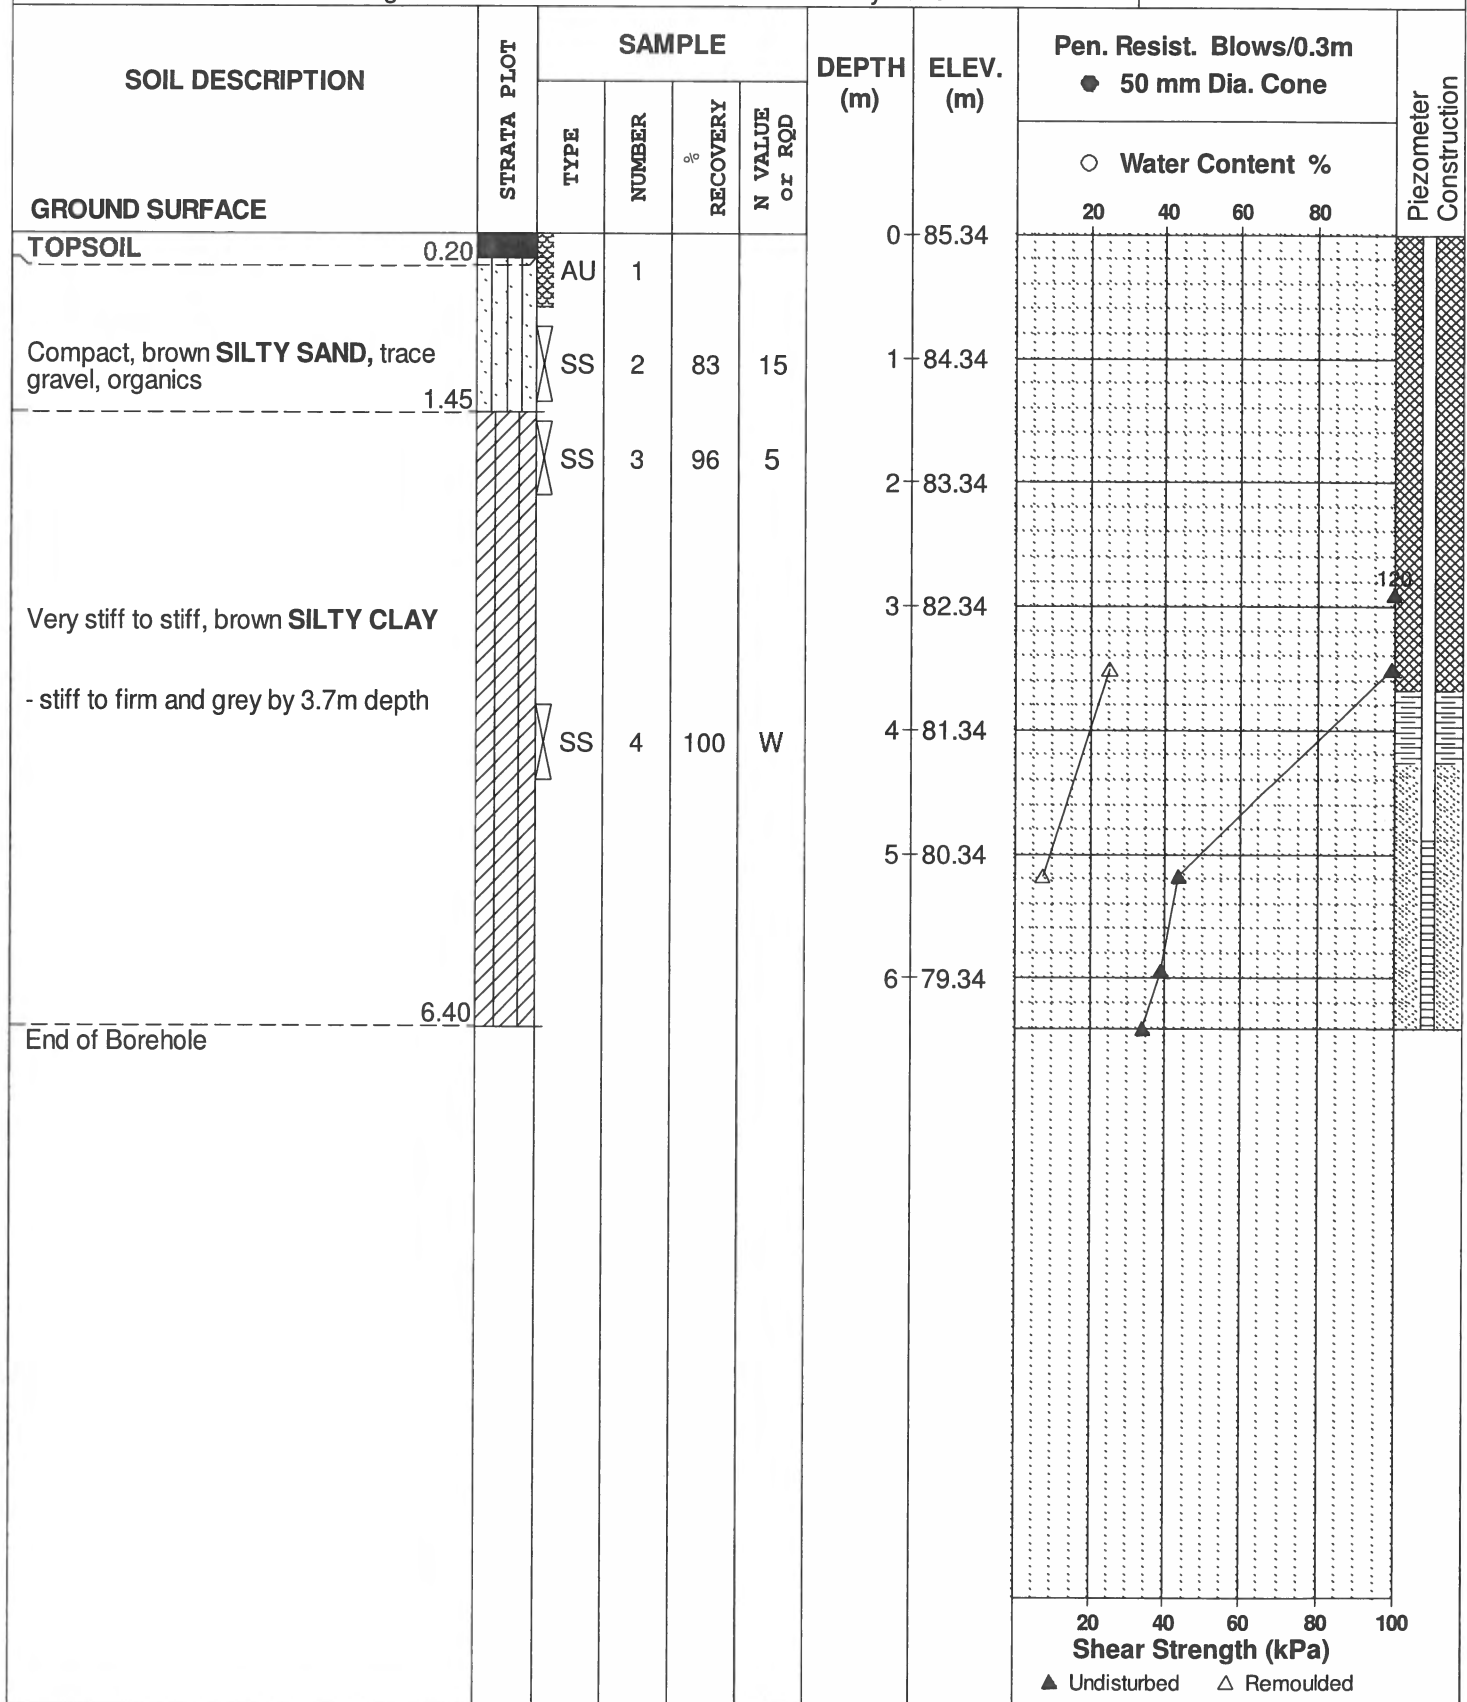 SOIL DESCRIPTION
GROUND SURFACE
STRATA PLOT
SAMPLE
TYPE
NUMBER
% RECOVERY
N VALUE
or RQD
DEPTH
(m)
ELEV.
(m)
Pen. Resist. Blows/0.3m
50 mm Dia. Cone
Water Content %
20 40 60 80
Piezometer
Construction
TOPSOIL 0.20
AU 1
0 85.34
Compact, brown SILTY SAND, trace
gravel, organics
1.45
SS 2 83 15
1 84.34
SS 3 96 5
2 83.34
120
3 82.34
Very stiff to stiff, brown SILTY CLAY
- stiff to firm and grey by 3.7m depth
SS 4 100 W
4 81.34
5 80.34
6 79.34
6.40
End of Borehole
20 40 60 80 100
Shear Strength (kPa)
▲ Undisturbed △ Remoulded